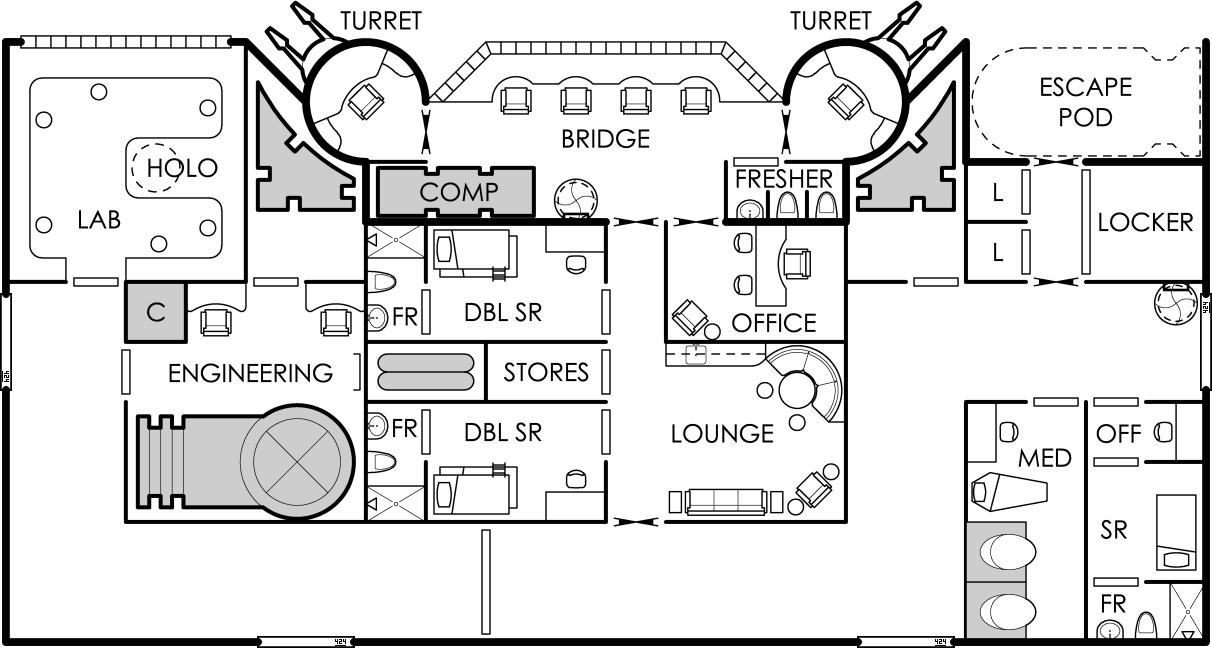 TURRET
TURRET
ESCAPE
POD
BRIDGE
HOLO
FRESHER
COMP
L
LAB
LOCKER
L
C
FR
DBL SR
OFFICE
ENGINEERING
STORES
FR
DBL SR
LOUNGE
OFF
MED
SR
FR
424
424
424
424